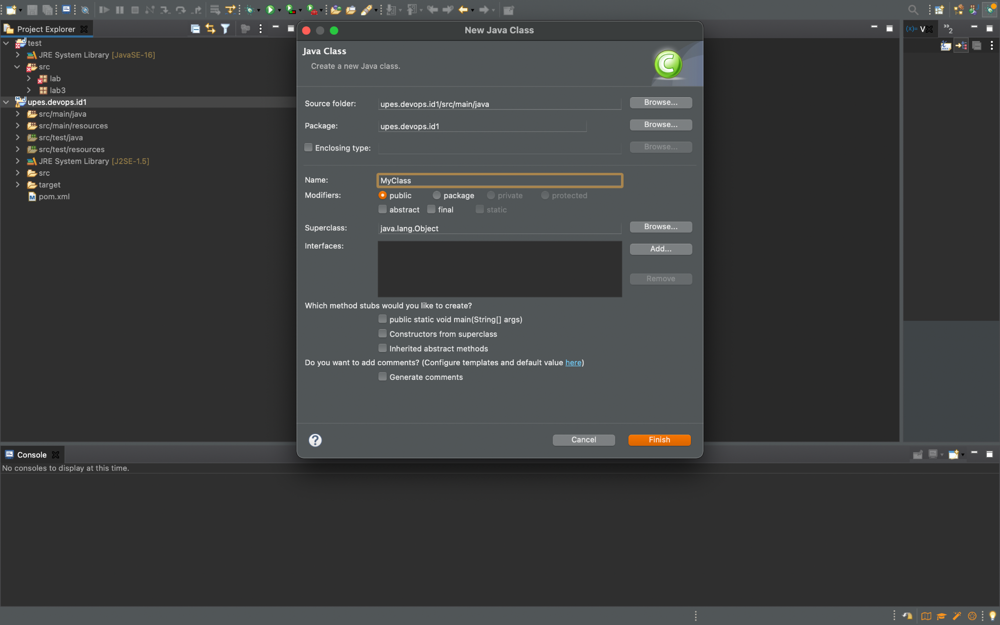 New Java Class
Project Explorer
(x)= V
2
test
JRE System Library [JavaSE-16]
src
lab
lab3
upes.devops.id1
src/main/java
src/main/resources
src/test/java
src/test/resources
JRE System Library [J2SE-1.5]
src
target
pom.xml
Java Class
Create a new Java class.
C
Source folder: upes.devops.id1/src/main/java Browse...
Package: upes.devops.id1 Browse...
Enclosing type: Browse...
Name: MyClass
Modifiers: public package private protected
abstract final static
Superclass: java.lang.Object Browse...
Interfaces: Add...
Remove
Which method stubs would you like to create?
public static void main(String[] args)
Constructors from superclass
Inherited abstract methods
Do you want to add comments? (Configure templates and default value here)
Generate comments
? Cancel Finish
Console
No consoles to display at this time.